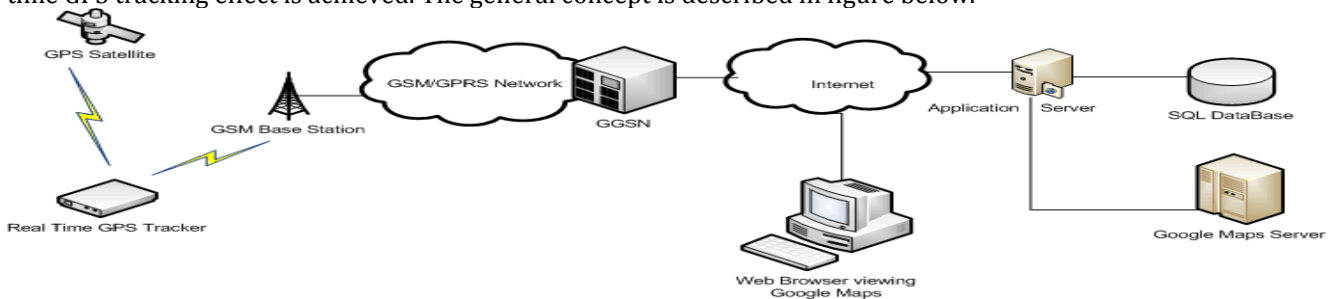 time GPS tracking effect is achieved. The general concept is described in figure below.
GPS Satellite
GSM/GPRS Network
Internet
GSM Base Station
GGSN
Application Server
SQL DataBase
Real Time GPS Tracker
Google Maps Server
Web Browser viewing
Google Maps